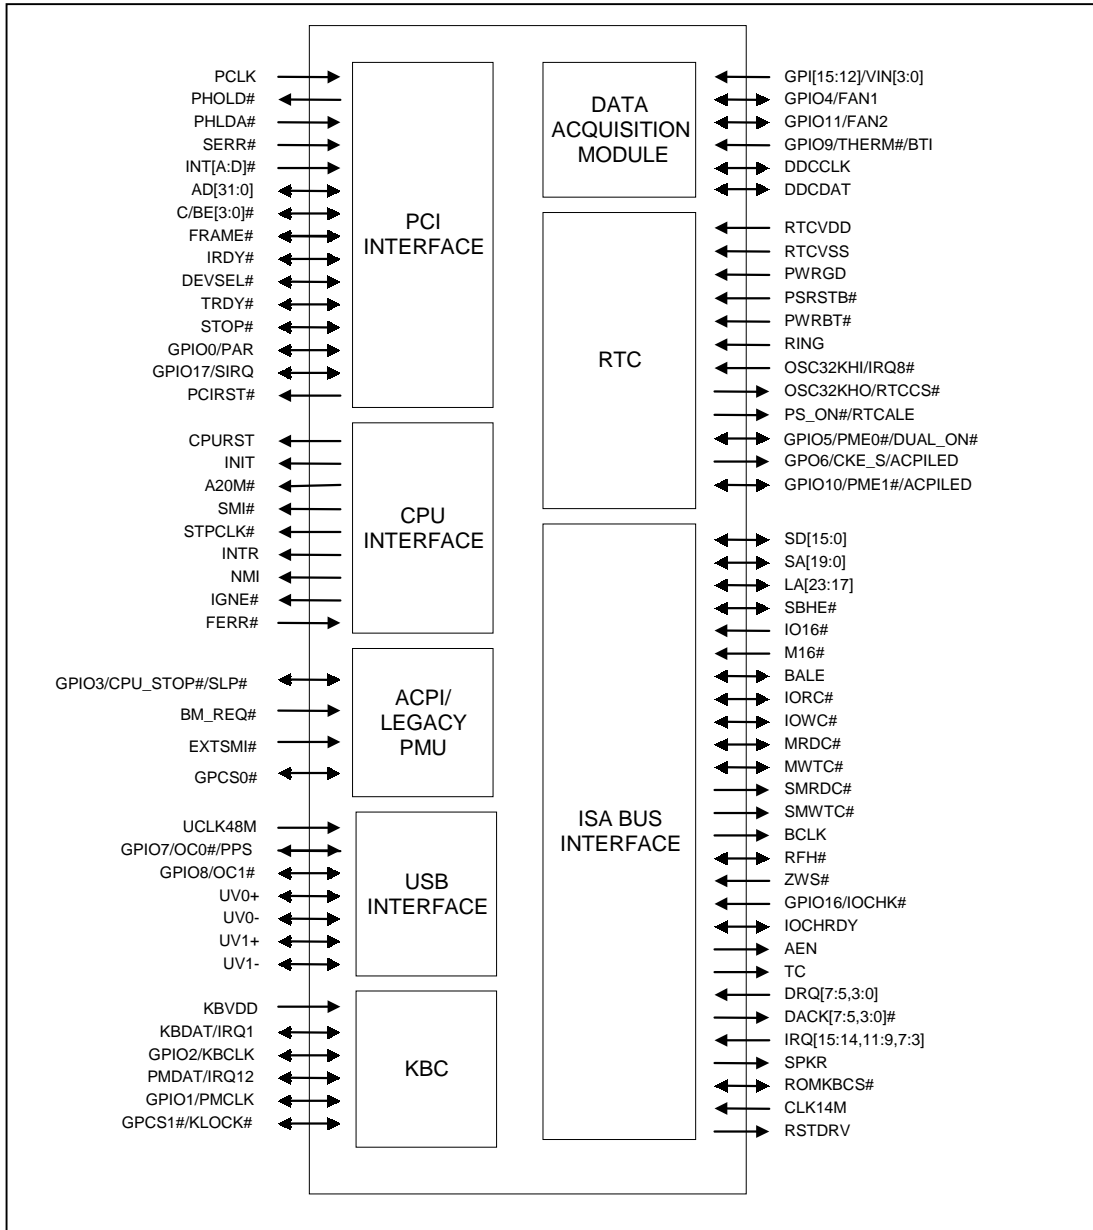 PCLK
PHOLD#
PHLDA#
SERR#
INT[A:D]#
AD[31:0]
C/BE[3:0]#
FRAME#
IRDY#
DEVSEL#
TRDY#
STOP#
GPIO0/PAR
GPIO17/SIRQ
PCIRST#
PCI
INTERFACE
CPURST
INIT
A20M#
SMI#
STPCLK#
INTR
NMI
IGNE#
FERR#
CPU
INTERFACE
GPIO3/CPU_STOP#/SLP#
BM_REQ#
EXTSMI#
GPCS0#
ACPI/
LEGACY
PMU
UCLK48M
GPIO7/OC0#/PPS
GPIO8/OC1#
UV0+
UV0-
UV1+
UV1-
USB
INTERFACE
KBVDD
KBDAT/IRQ1
GPIO2/KBCLK
PMDAT/IRQ12
GPIO1/PMCLK
GPCS1#/KLOCK#
KBC
DATA
ACQUISITION
MODULE
GPI[15:12]/VIN[3:0]
GPIO4/FAN1
GPIO11/FAN2
GPIO9/THERM#/BTI
DDCCLK
DDCDAT
RTC
RTCVDD
RTCVSS
PWRGD
PSRSTB#
PWRBT#
RING
OSC32KHI/IRQ8#
OSC32KHO/RTCCS#
PS_ON#/RTCALE
GPIO5/PME0#/DUAL_ON#
GPO6/CKE_S/ACPILED
GPIO10/PME1#/ACPILED
ISA BUS
INTERFACE
SD[15:0]
SA[19:0]
LA[23:17]
SBHE#
IO16#
M16#
BALE
IORC#
IOWC#
MRDC#
MWTC#
SMRDC#
SMWTC#
BCLK
RFH#
ZWS#
GPIO16/IOCHK#
IOCHRDY
AEN
TC
DRQ[7:5,3:0]
DACK[7:5,3:0]#
IRQ[15:14,11:9,7:3]
SPKR
ROMKBCS#
CLK14M
RSTDRV